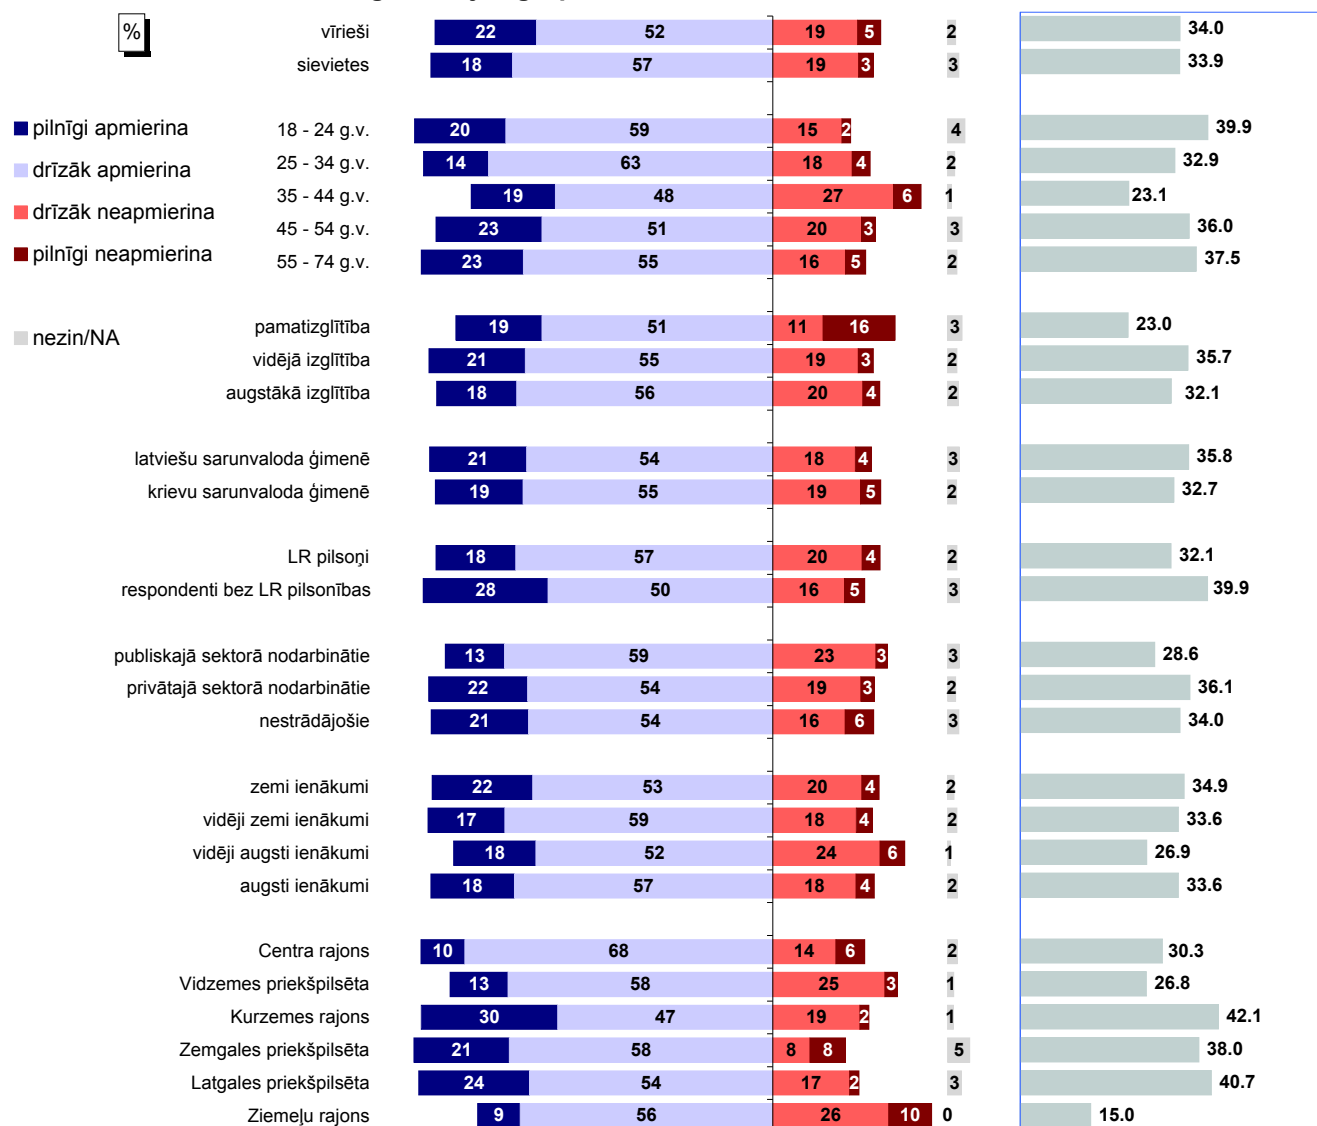 %
vīrieši 22 52 19 5 2 34.0
sievietes 18 57 19 3 3 33.9
pilnīgi apmierina
drīzāk apmierina
drīzāk neapmierina
pilnīgi neapmierina
nezin/NA
18 - 24 g.v. 20 59 15 2 4 39.9
25 - 34 g.v. 14 63 18 4 2 32.9
35 - 44 g.v. 19 48 27 6 1 23.1
45 - 54 g.v. 23 51 20 3 3 36.0
55 - 74 g.v. 23 55 16 5 2 37.5
pamatizglītība 19 51 11 16 3 23.0
vidējā izglītība 21 55 19 3 2 35.7
augstākā izglītība 18 56 20 4 2 32.1
latviešu sarunvaloda ģimenē 21 54 18 4 3 35.8
krievu sarunvaloda ģimenē 19 55 19 5 2 32.7
LR pilsoņi 18 57 20 4 2 32.1
respondenti bez LR pilsonības 28 50 16 5 3 39.9
publiskajā sektorā nodarbinātie 13 59 23 3 3 28.6
privātajā sektorā nodarbinātie 22 54 19 3 2 36.1
nestrādājošie 21 54 16 6 3 34.0
zemi ienākumi 22 53 20 4 2 34.9
vidēji zemi ienākumi 17 59 18 4 2 33.6
vidēji augsti ienākumi 18 52 24 6 1 26.9
augsti ienākumi 18 57 18 4 2 33.6
Centra rajons 10 68 14 6 2 30.3
Vidzemes priekšpilsēta 13 58 25 3 1 26.8
Kurzemes rajons 30 47 19 2 1 42.1
Zemgales priekšpilsēta 21 58 8 8 5 38.0
Latgales priekšpilsēta 24 54 17 2 3 40.7
Ziemeļu rajons 9 56 26 10 0 15.0